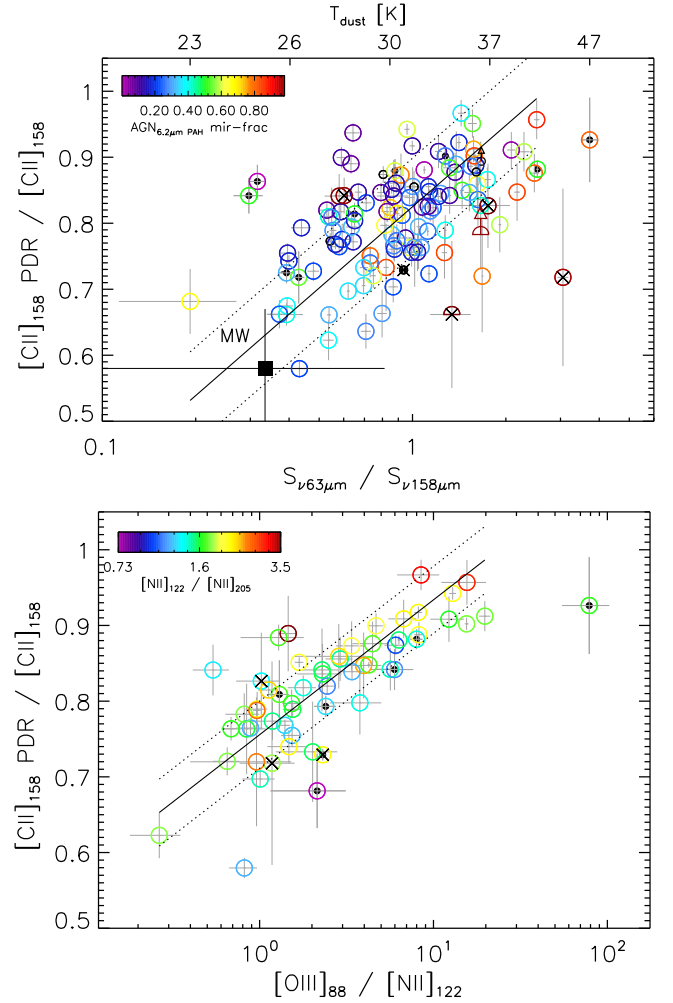 T_dust [K]
23 26 30 37 47
1
0.9
0.8
0.7
0.6
0.5
[CII]_158 PDR / [CII]_158
0.20 0.40 0.60 0.80
AGN_6.2μm PAH mir-frac
MW
0.1 1
S_ν63μm / S_ν158μm
1
0.9
0.8
0.7
0.6
0.5
[CII]_158 PDR / [CII]_158
0.73 1.6 3.5
[NII]_122 / [NII]_205
10^0 10^1 10^2
[OIII]_88 / [NII]_122